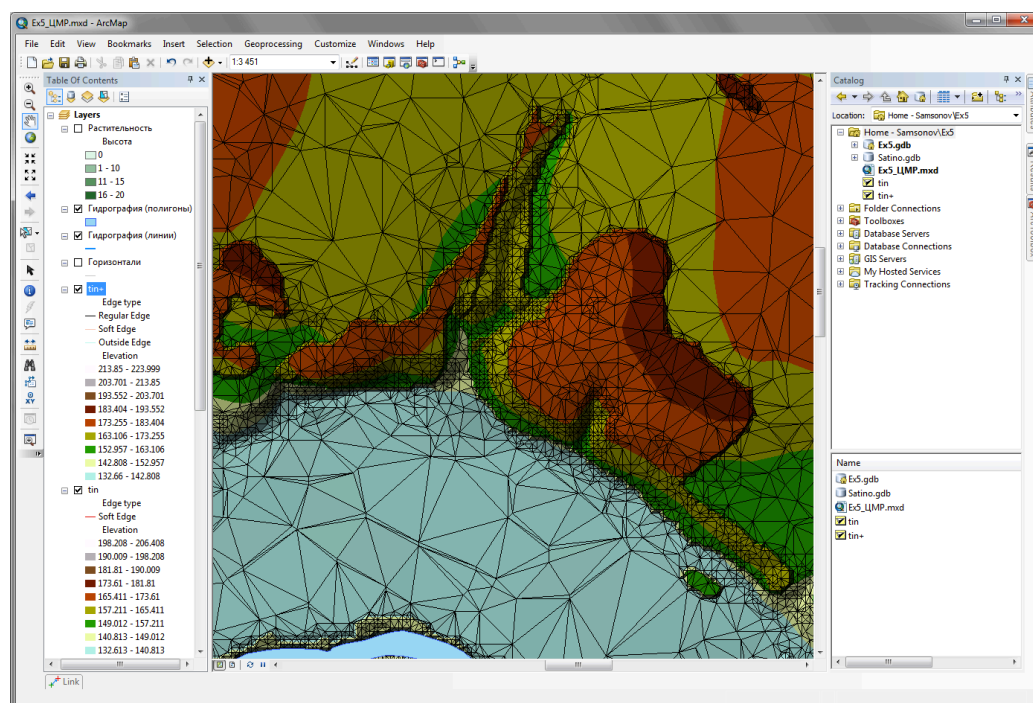 Ex5_ЦМР.mxd - ArcMap
File Edit View Bookmarks Insert Selection Geoprocessing Customize Windows Help
1:3 451
Table Of Contents
Layers
Растительность
Высота
0
1 - 10
11 - 15
16 - 20
Гидрография (полигоны)
Гидрография (линии)
Горизонтали
tin+
Edge type
Regular Edge
Soft Edge
Outside Edge
Elevation
213.85 - 223.999
203.701 - 213.85
193.552 - 203.701
183.404 - 193.552
173.255 - 183.404
163.106 - 173.255
152.957 - 163.106
142.808 - 152.957
132.66 - 142.808
tin
Edge type
Soft Edge
Elevation
198.208 - 206.408
190.009 - 198.208
181.81 - 190.009
173.61 - 181.81
165.411 - 173.61
157.211 - 165.411
149.012 - 157.211
140.813 - 149.012
132.613 - 140.813
Link
Catalog
Location: Home - Samsonov\Ex5
Home - Samsonov\Ex5
Ex5.gdb
Satino.gdb
Ex5_ЦМР.mxd
tin
tin+
Folder Connections
Toolboxes
Database Servers
Database Connections
GIS Servers
My Hosted Services
Tracking Connections
Name
Ex5.gdb
Satino.gdb
Ex5_ЦМР.mxd
tin
tin+